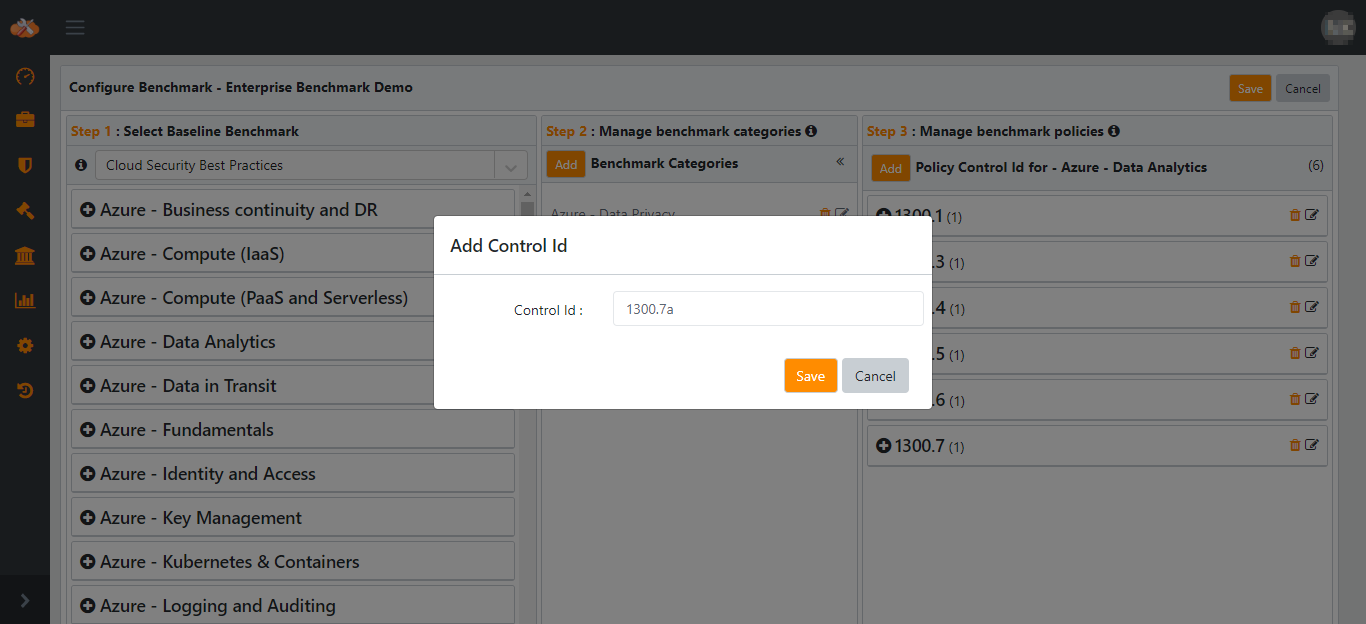 Configure Benchmark - Enterprise Benchmark Demo
Save
Cancel
Step 1 : Select Baseline Benchmark
Cloud Security Best Practices
Azure - Business continuity and DR
Azure - Compute (IaaS)
Azure - Compute (PaaS and Serverless)
Azure - Data Analytics
Azure - Data in Transit
Azure - Fundamentals
Azure - Identity and Access
Azure - Key Management
Azure - Kubernetes & Containers
Azure - Logging and Auditing
Step 2 : Manage benchmark categories
Add Benchmark Categories «
Azure - Data Privacy
Step 3 : Manage benchmark policies
Add Policy Control Id for - Azure - Data Analytics (6)
1300.1 (1)
.3 (1)
.4 (1)
.5 (1)
.6 (1)
1300.7 (1)
Add Control Id
Control Id : 1300.7a
Save Cancel